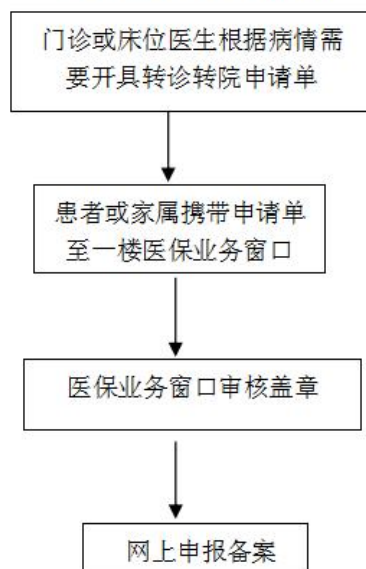 门诊或床位医生根据病情需
要开具转诊转院申请单
患者或家属携带申请单
至一楼医保业务窗口
医保业务窗口审核盖章
网上申报备案